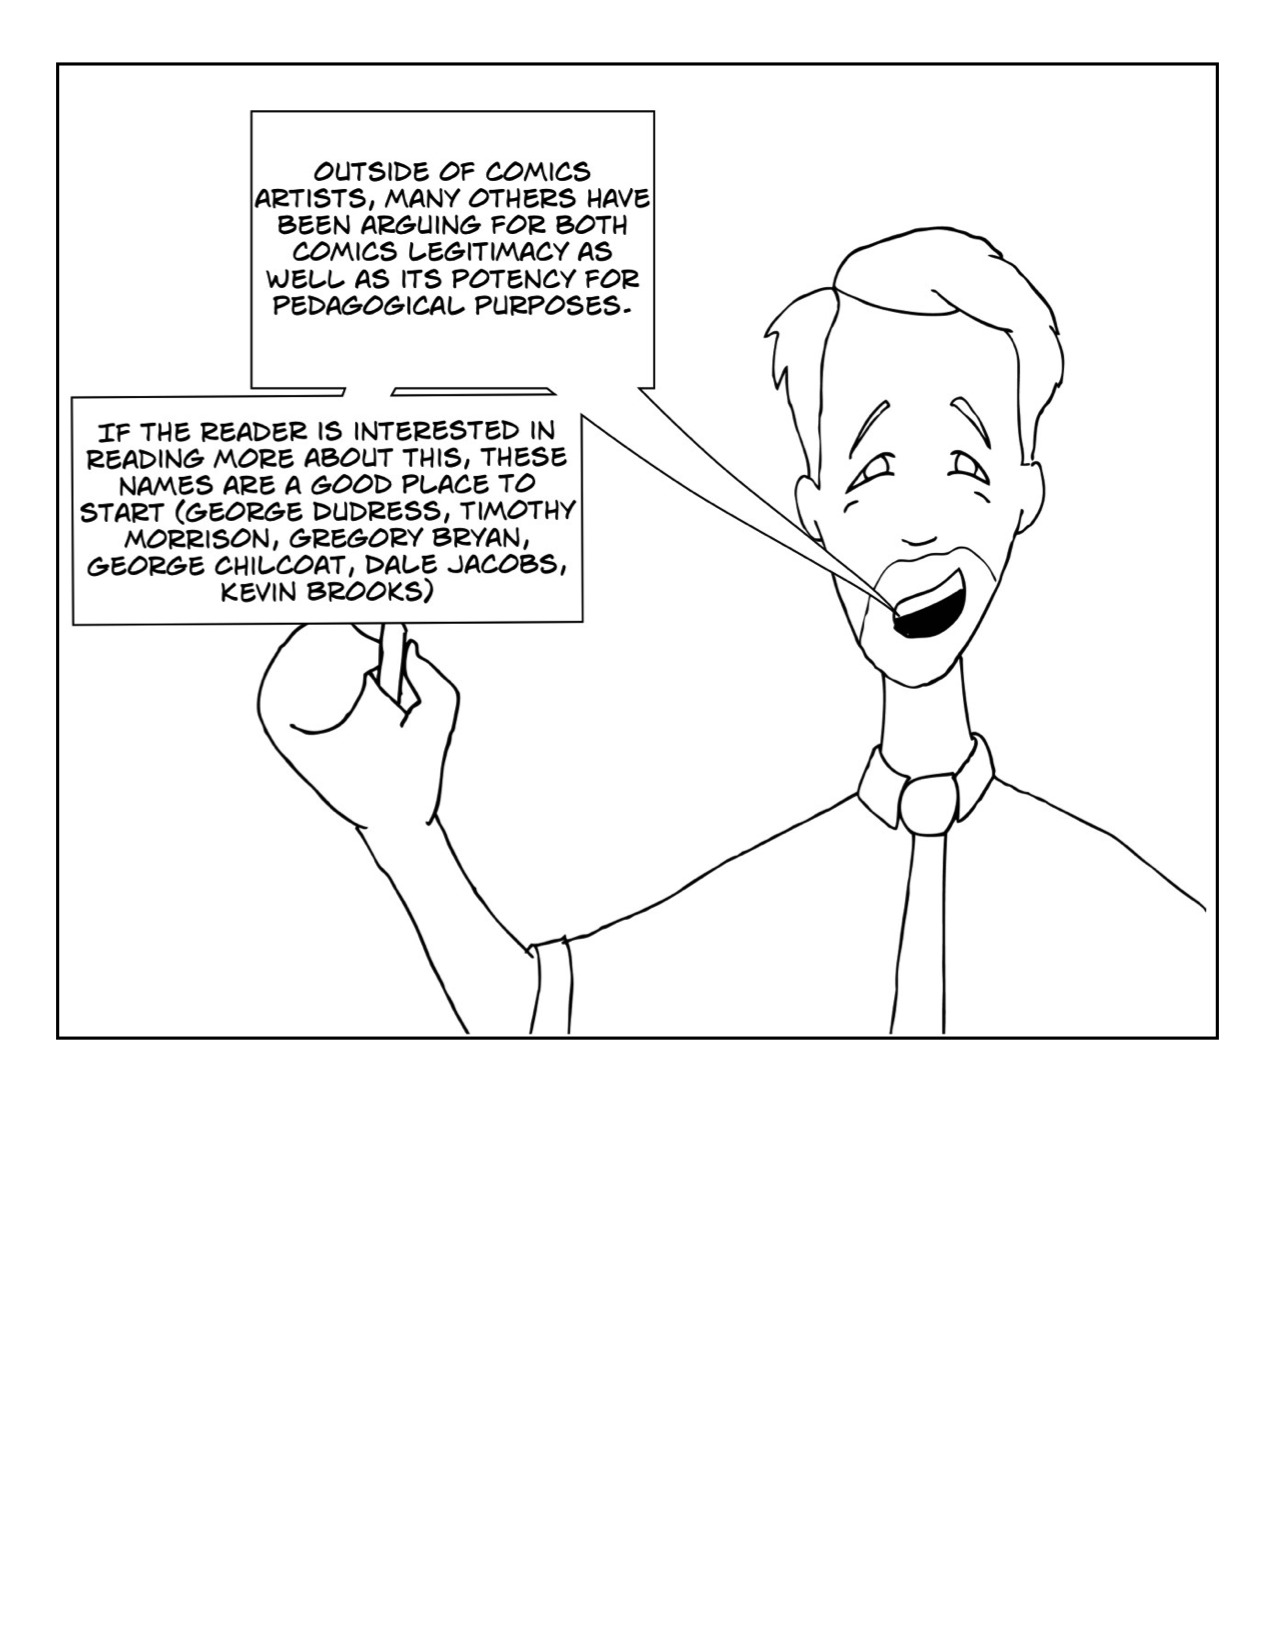 OUTSIDE OF COMICS
ARTISTS, MANY OTHERS HAVE
BEEN ARGUING FOR BOTH
COMICS LEGITIMACY AS
WELL AS ITS POTENCY FOR
PEDAGOGICAL PURPOSES.
IF THE READER IS INTERESTED IN
READING MORE ABOUT THIS, THESE
NAMES ARE A GOOD PLACE TO
START (GEORGE DUDRESS, TIMOTHY
MORRISON, GREGORY BRYAN,
GEORGE CHILCOAT, DALE JACOBS,
KEVIN BROOKS)